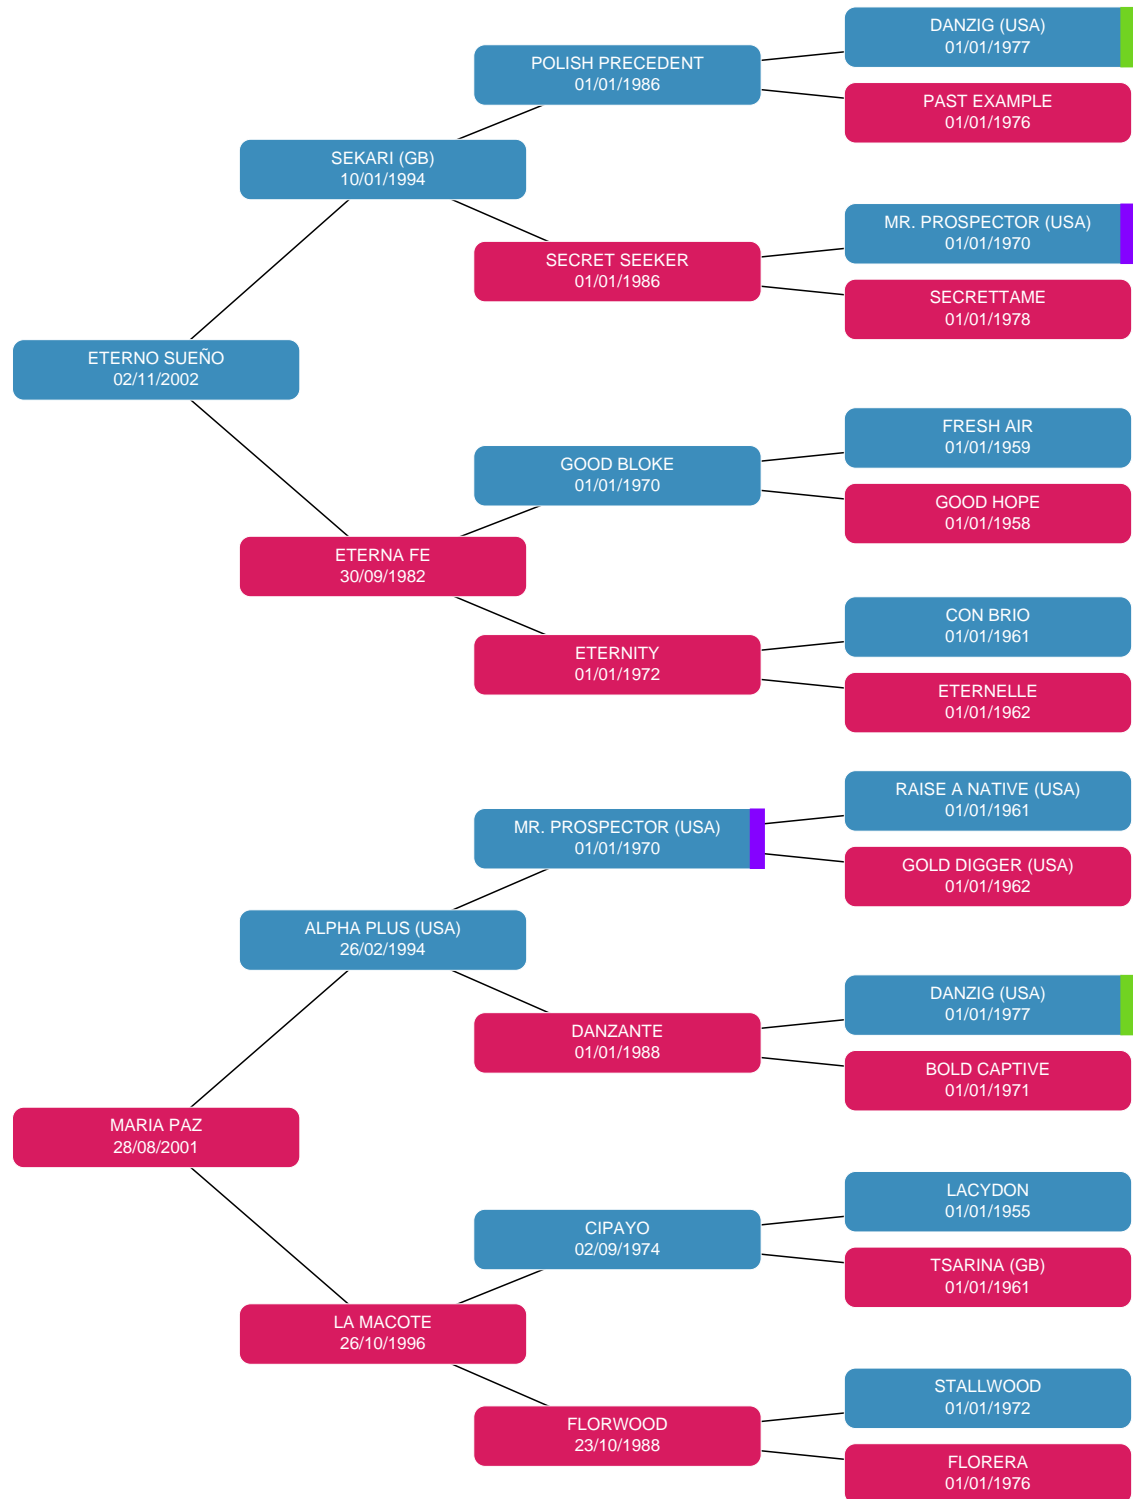 DANZIG (USA)
01/01/1977
POLISH PRECEDENT
01/01/1986
PAST EXAMPLE
01/01/1976
SEKARI (GB)
10/01/1994
MR. PROSPECTOR (USA)
01/01/1970
SECRET SEEKER
01/01/1986
SECRETTAME
01/01/1978
ETERNO SUEÑO
02/11/2002
FRESH AIR
01/01/1959
GOOD BLOKE
01/01/1970
GOOD HOPE
01/01/1958
ETERNA FE
30/09/1982
CON BRIO
01/01/1961
ETERNITY
01/01/1972
ETERNELLE
01/01/1962
RAISE A NATIVE (USA)
01/01/1961
MR. PROSPECTOR (USA)
01/01/1970
GOLD DIGGER (USA)
01/01/1962
ALPHA PLUS (USA)
26/02/1994
DANZIG (USA)
01/01/1977
DANZANTE
01/01/1988
BOLD CAPTIVE
01/01/1971
MARIA PAZ
28/08/2001
LACYDON
01/01/1955
CIPAYO
02/09/1974
TSARINA (GB)
01/01/1961
LA MACOTE
26/10/1996
STALLWOOD
01/01/1972
FLORWOOD
23/10/1988
FLORERA
01/01/1976